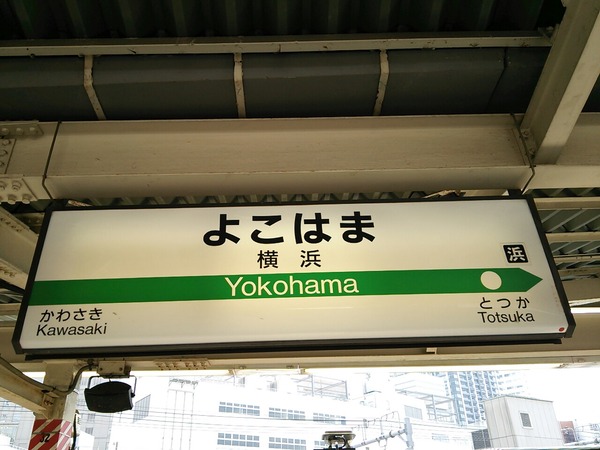 よこはま
横浜
浜
Yokohama
かわさき
Kawasaki
とつか
Totsuka